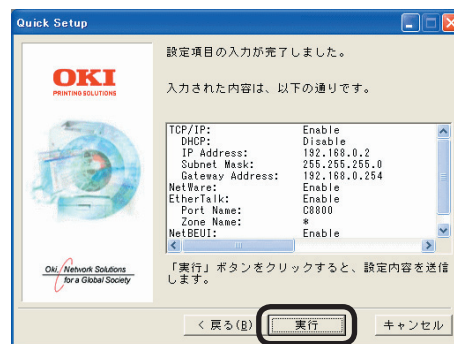 Quick Setup
設定項目の入力が完了しました。
OKI
PRINTING SOLUTIONS
入力された内容は、以下の通りです。
TCP/IP: Enable
DHCP: Disable
IP Address: 192.168.0.2
Subnet Mask: 255.255.255.0
Gateway Address: 192.168.0.254
NetWare: Enable
EtherTalk: Enable
Port Name: C8800
Zone Name: *
NetBEUI: Enable
Oki, Network Solutions
for a Global Society
「実行」ボタンをクリックすると、設定内容を送信
します。
< 戻る(B)
実行
キャンセル